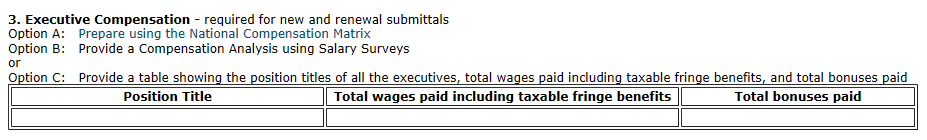 3. Executive Compensation - required for new and renewal submittals
Option A: Prepare using the National Compensation Matrix
Option B: Provide a Compensation Analysis using Salary Surveys
or
Option C: Provide a table showing the position titles of all the executives, total wages paid including taxable fringe benefits, and total bonuses paid
Position Title Total wages paid including taxable fringe benefits Total bonuses paid